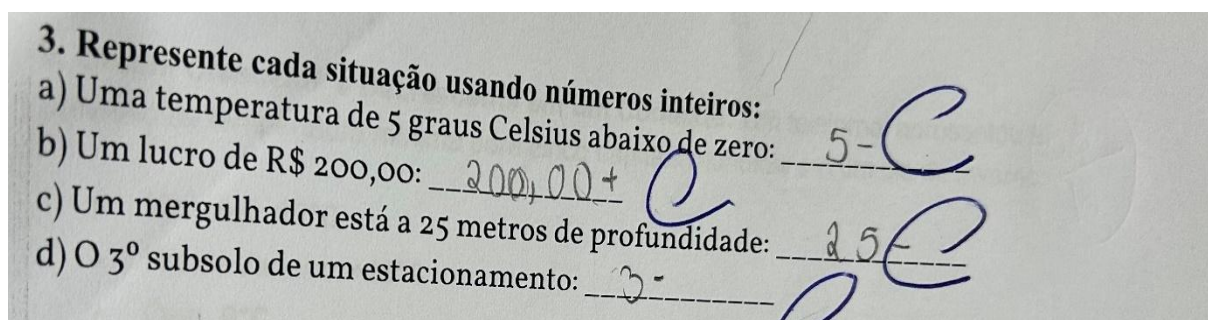 3. Represente cada situação usando números inteiros:
a) Uma temperatura de 5 graus Celsius abaixo de zero: 5- C
b) Um lucro de R$ 200,00: 200,00+ C
c) Um mergulhador está a 25 metros de profundidade: 25- C
d) O 3º subsolo de um estacionamento: 3-